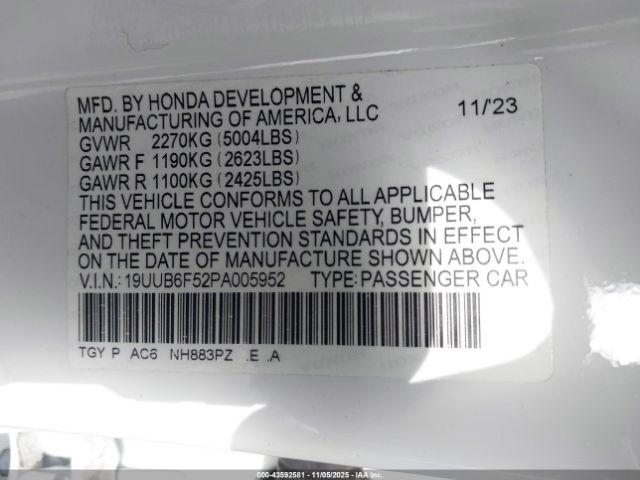 MFD. BY HONDA DEVELOPMENT &
MANUFACTURING OF AMERICA, LLC 11/'23
GVWR 2270KG (5004LBS)
GAWR F 1190KG (2623LBS)
GAWR R 1100KG (2425LBS)
THIS VEHICLE CONFORMS TO ALL APPLICABLE
FEDERAL MOTOR VEHICLE SAFETY, BUMPER,
AND THEFT PREVENTION STANDARDS IN EFFECT
ON THE DATE OF MANUFACTURE SHOWN ABOVE.
V.I.N.: 19UUB6F52PA005952 TYPE: PASSENGER CAR
TGY P AC6 NH883PZ .E .A
000-43592581 - 11/05/2025 - IAA Inc.